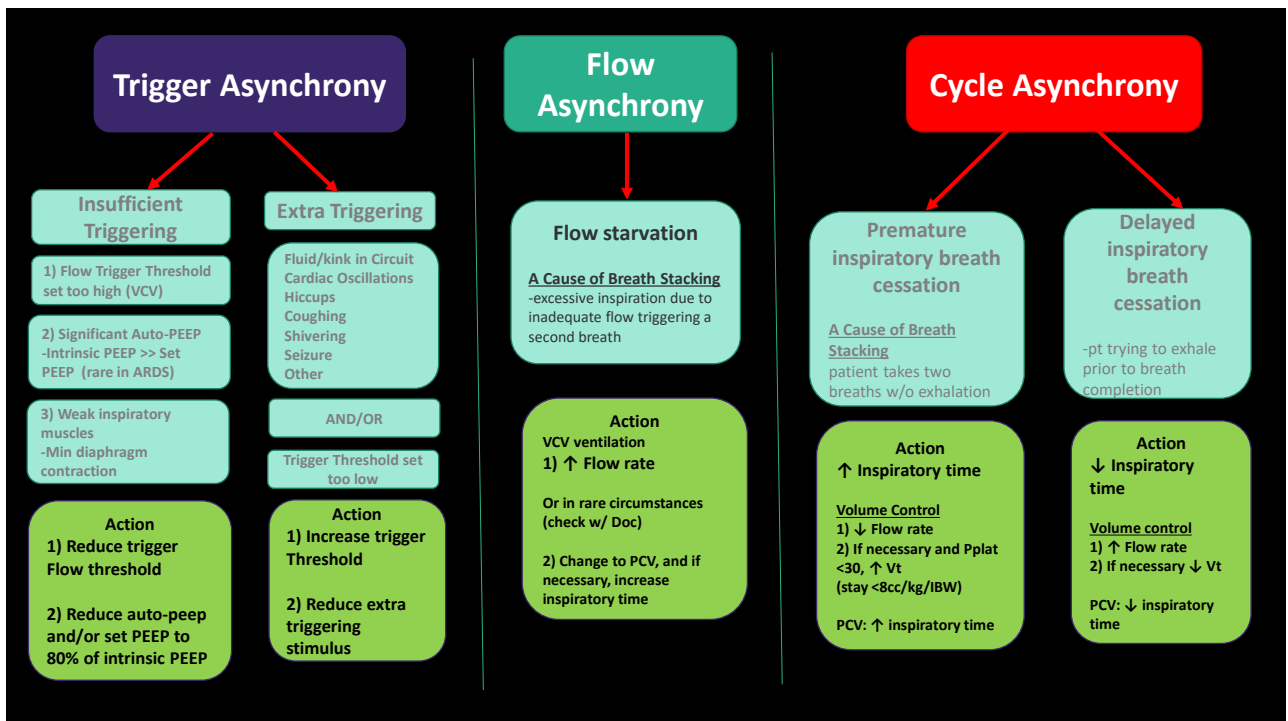 Trigger Asynchrony
Insufficient
Triggering
1) Flow Trigger Threshold
set too high (VCV)
2) Significant Auto-PEEP
-Intrinsic PEEP >> Set
PEEP (rare in ARDS)
3) Weak inspiratory
muscles
-Min diaphragm
contraction
Action
1) Reduce trigger
Flow threshold
2) Reduce auto-peep
and/or set PEEP to
80% of intrinsic PEEP
Extra Triggering
Fluid/kink in Circuit
Cardiac Oscillations
Hiccups
Coughing
Shivering
Seizure
Other
AND/OR
Trigger Threshold set
too low
Action
1) Increase trigger
Threshold
2) Reduce extra
triggering
stimulus
Flow
Asynchrony
Flow starvation
A Cause of Breath Stacking
-excessive inspiration due to
inadequate flow triggering a
second breath
Action
VCV ventilation
1) ↑ Flow rate
Or in rare circumstances
(check w/ Doc)
2) Change to PCV, and if
necessary, increase
inspiratory time
Cycle Asynchrony
Premature
inspiratory breath
cessation
A Cause of Breath
Stacking
patient takes two
breaths w/o exhalation
Action
↑ Inspiratory time
Volume Control
1) ↓ Flow rate
2) If necessary and Pplat
<30, ↑ Vt
(stay <8cc/kg/IBW)
PCV: ↑ inspiratory time
Delayed
inspiratory
breath
cessation
-pt trying to exhale
prior to breath
completion
Action
↓ Inspiratory
time
Volume control
1) ↑ Flow rate
2) If necessary ↓ Vt
PCV: ↓ inspiratory
time